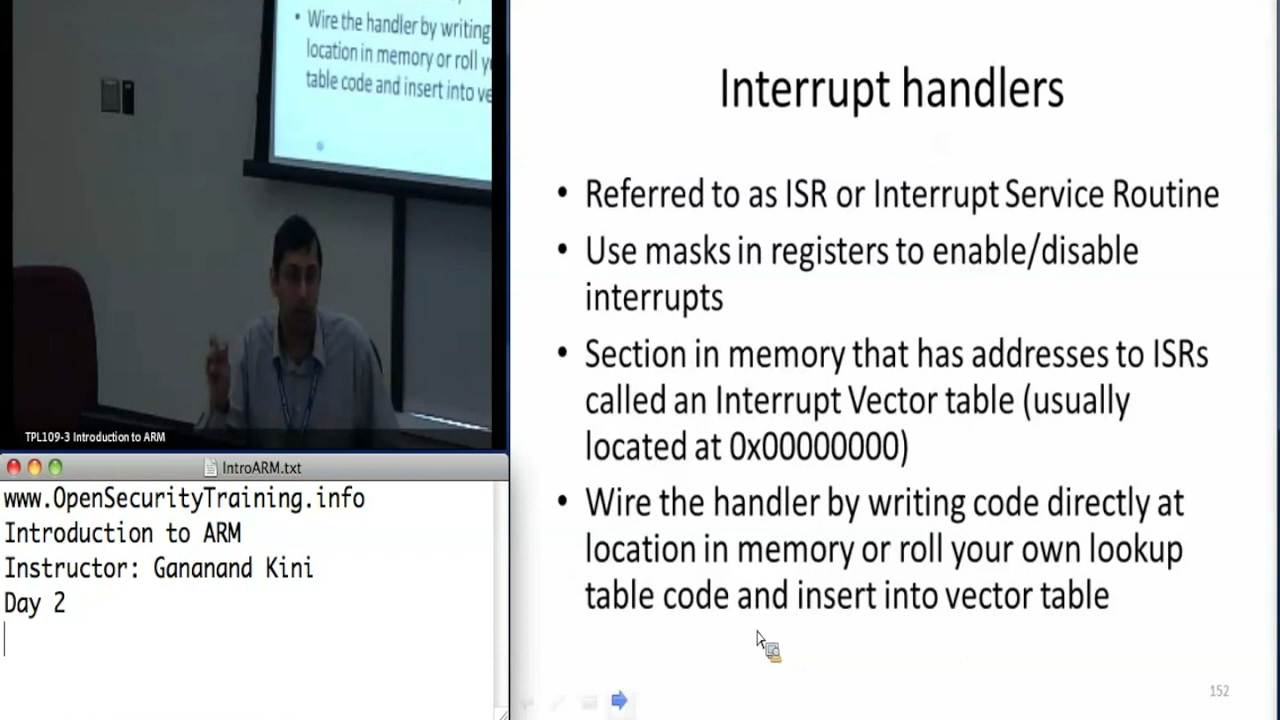 • Wire the handler by writing
location in memory or roll y
table code and insert into ve
TPL109-3 Introduction to ARM
IntroARM.txt
www.OpenSecurityTraining.info
Introduction to ARM
Instructor: Gananand Kini
Day 2
Interrupt handlers
• Referred to as ISR or Interrupt Service Routine
• Use masks in registers to enable/disable
interrupts
• Section in memory that has addresses to ISRs
called an Interrupt Vector table (usually
located at 0x00000000)
• Wire the handler by writing code directly at
location in memory or roll your own lookup
table code and insert into vector table
152